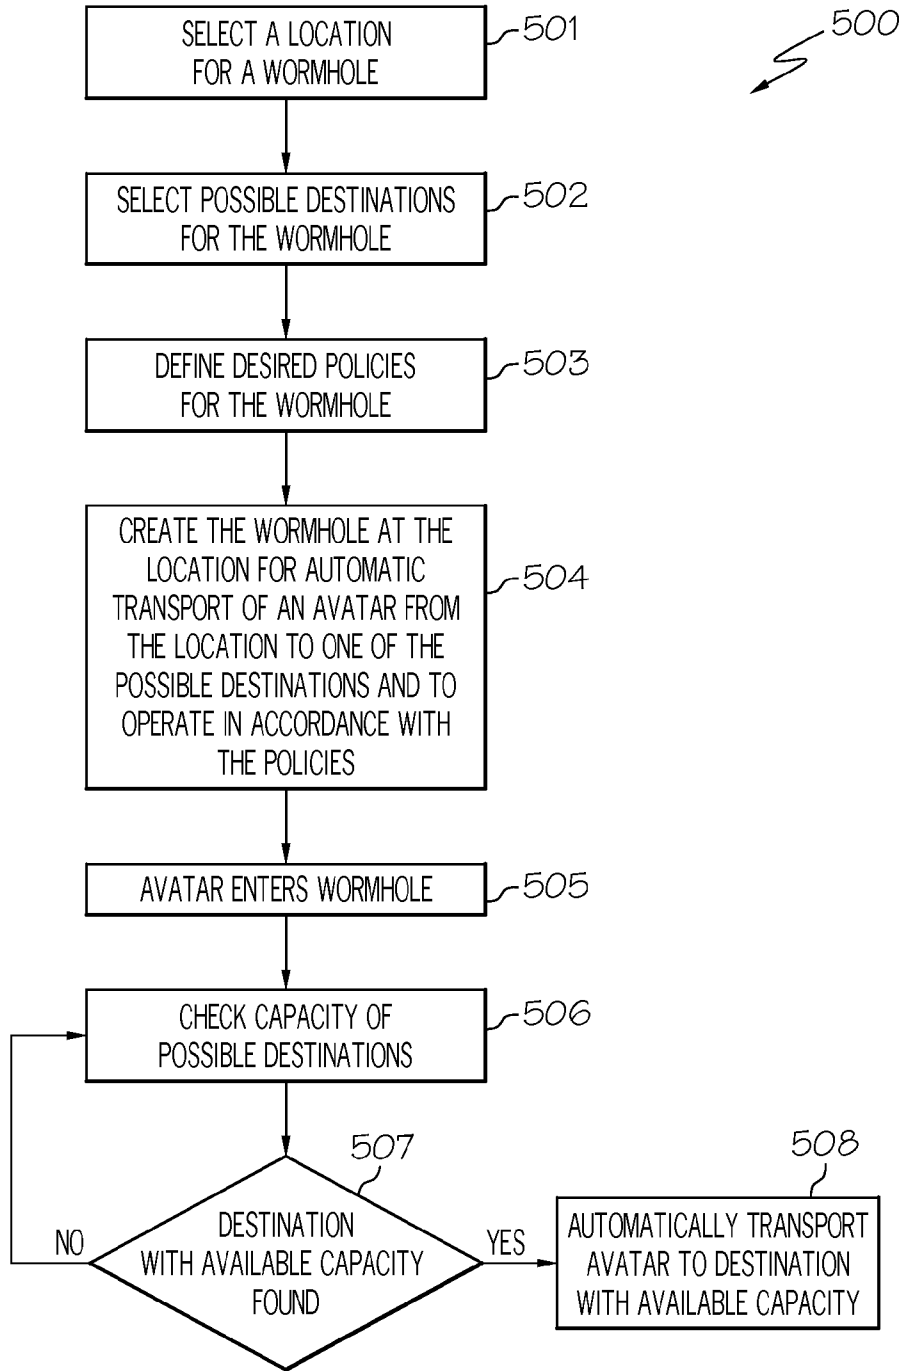 500
SELECT A LOCATION
FOR A WORMHOLE
501
SELECT POSSIBLE DESTINATIONS
FOR THE WORMHOLE
502
DEFINE DESIRED POLICIES
FOR THE WORMHOLE
503
CREATE THE WORMHOLE AT THE
LOCATION FOR AUTOMATIC
TRANSPORT OF AN AVATAR FROM
THE LOCATION TO ONE OF THE
POSSIBLE DESTINATIONS AND TO
OPERATE IN ACCORDANCE WITH
THE POLICIES
504
AVATAR ENTERS WORMHOLE
505
CHECK CAPACITY OF
POSSIBLE DESTINATIONS
506
507
DESTINATION
WITH AVAILABLE CAPACITY
FOUND
NO
YES
508
AUTOMATICALLY TRANSPORT
AVATAR TO DESTINATION
WITH AVAILABLE CAPACITY